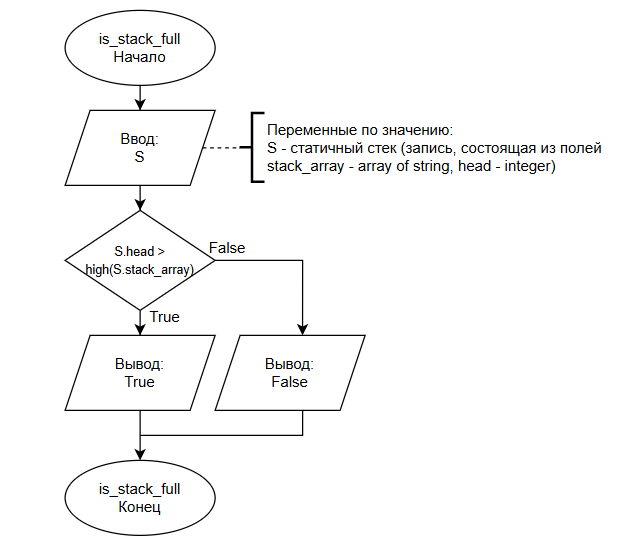 is_stack_full
Начало
Ввод:
S
Переменные по значению:
S - статичный стек (запись, состоящая из полей
stack_array - array of string, head - integer)
S.head >
high(S.stack_array)
False
True
Вывод:
True
Вывод:
False
is_stack_full
Конец